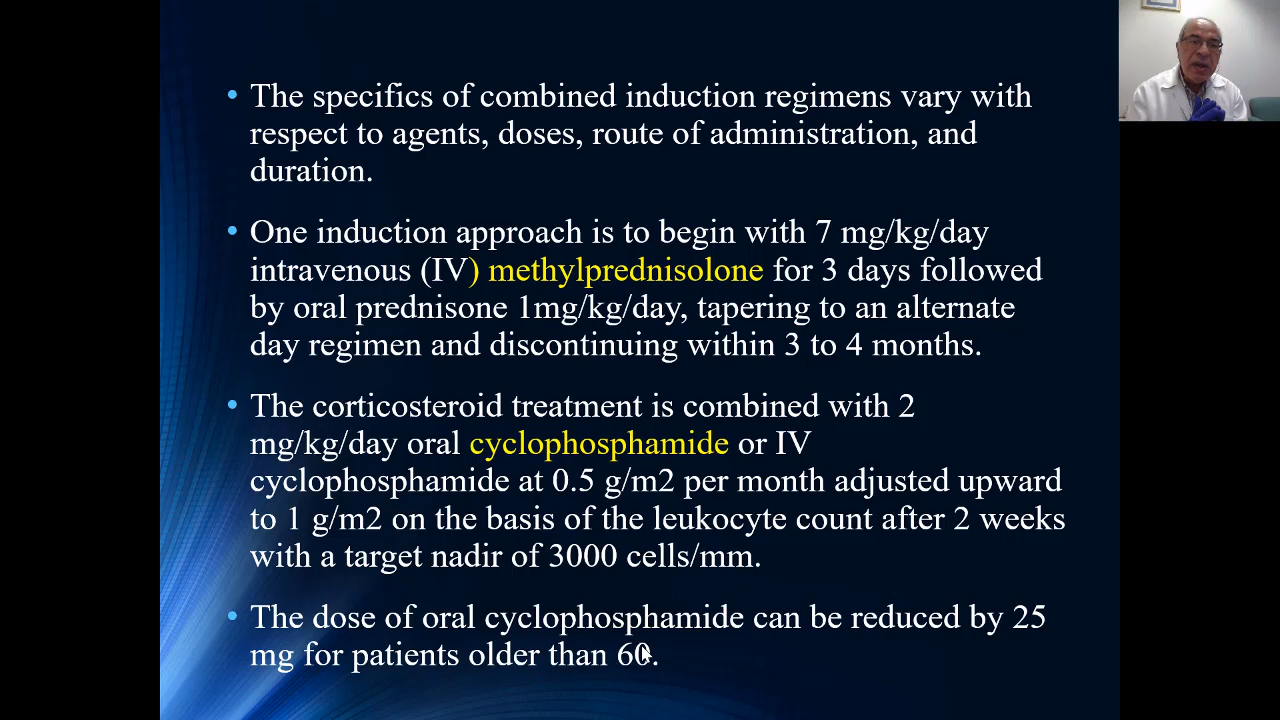 • The specifics of combined induction regimens vary with
respect to agents, doses, route of administration, and
duration.
• One induction approach is to begin with 7 mg/kg/day
intravenous (IV) methylprednisolone for 3 days followed
by oral prednisone 1mg/kg/day, tapering to an alternate
day regimen and discontinuing within 3 to 4 months.
• The corticosteroid treatment is combined with 2
mg/kg/day oral cyclophosphamide or IV
cyclophosphamide at 0.5 g/m2 per month adjusted upward
to 1 g/m2 on the basis of the leukocyte count after 2 weeks
with a target nadir of 3000 cells/mm.
• The dose of oral cyclophosphamide can be reduced by 25
mg for patients older than 60.